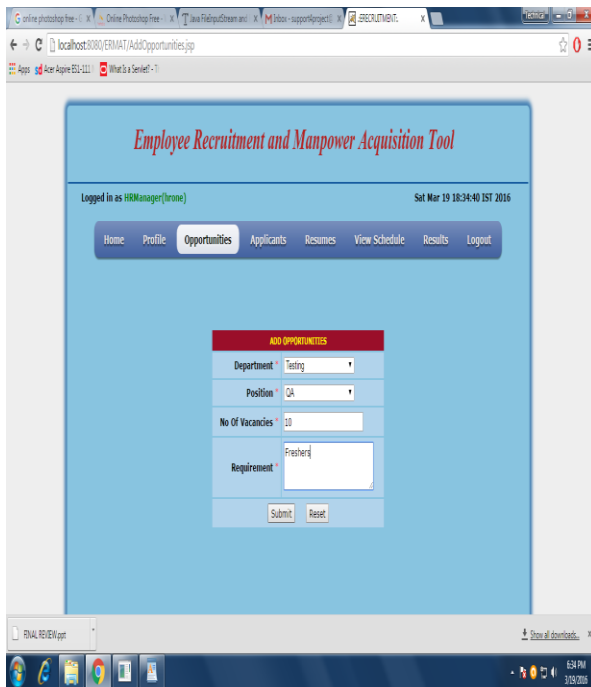 online photoshop free - G
Online Photoshop Free -
Java FileInputStream and
Inbox - supportproject@
Technical
localhost:8080/ERMAT/AddOpportunities.jsp
Apps
Acer Aspire ES1-111
What Is a Servlet? - T
Employee Recruitment and Manpower Acquisition Tool
Logged in as HRManager(hrone)
Sat Mar 19 18:34:40 IST 2016
Home Profile Opportunities Applicants Resumes View Schedule Results Logout
ADD OPPORTUNITIES
Department * Testing
Position * QA
No Of Vacancies * 10
Requirement * Freshers
Submit Reset
FINAL REVIEW.ppt
Show all downloads...
6:34 PM
3/19/2016